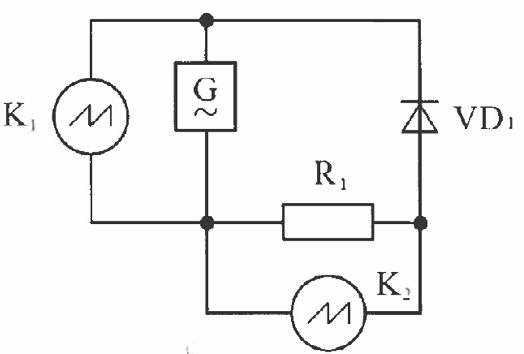 K₁
G
~
VD₁
R₁
K₂